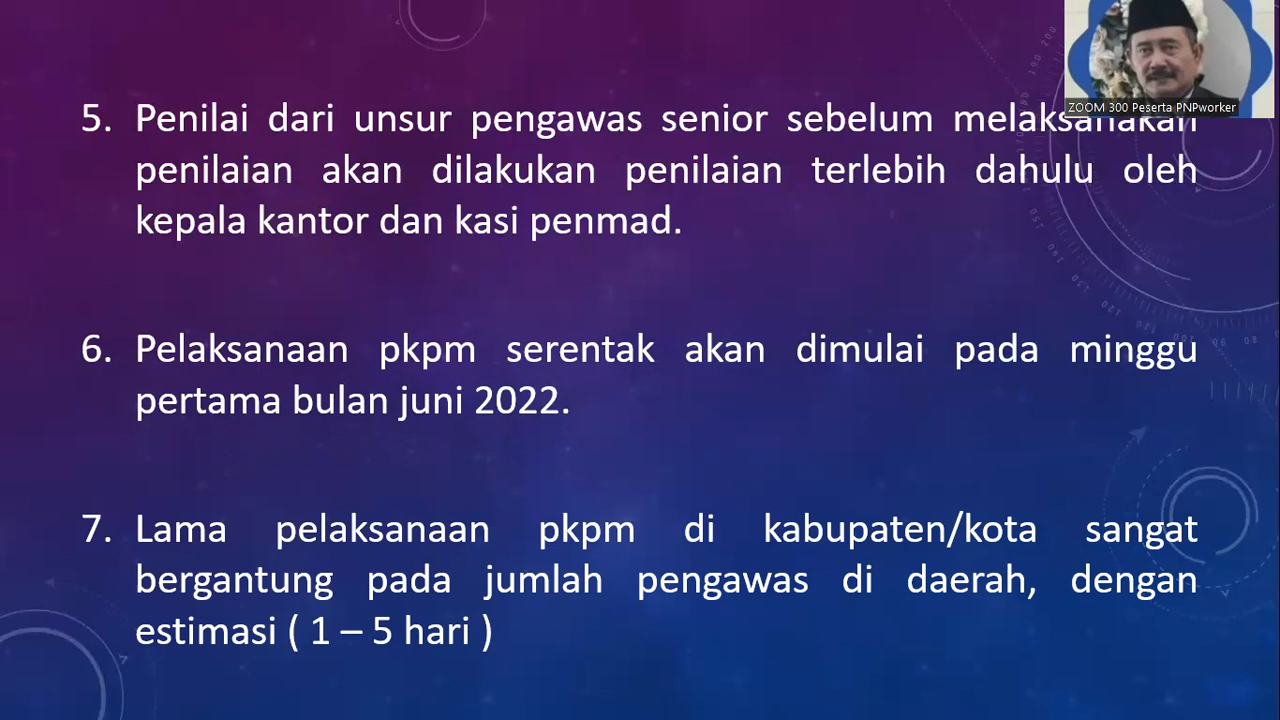 ZOOM 300 Peserta PNPworker
5. Penilai dari unsur pengawas senior sebelum melaksanakan
penilaian akan dilakukan penilaian terlebih dahulu oleh
kepala kantor dan kasi penmad.
6. Pelaksanaan pkpm serentak akan dimulai pada minggu
pertama bulan juni 2022.
7. Lama pelaksanaan pkpm di kabupaten/kota sangat
bergantung pada jumlah pengawas di daerah, dengan
estimasi ( 1 – 5 hari )